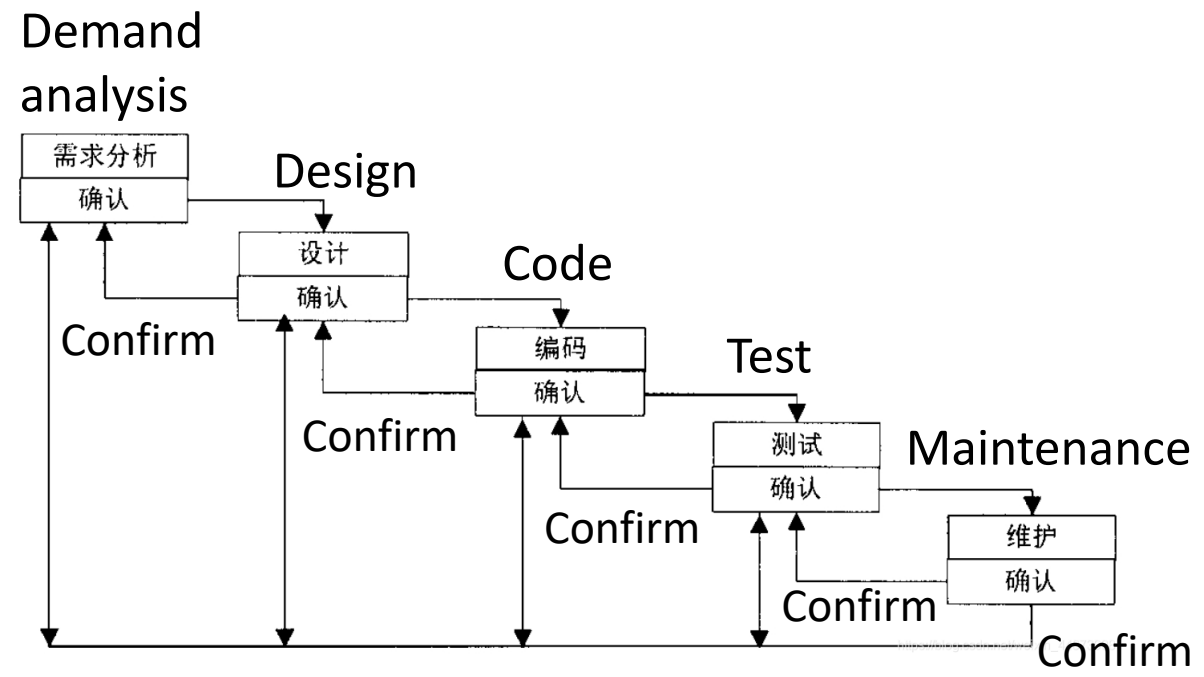 Demand
analysis
需求分析
确认
Design
设计
确认
Confirm
Code
编码
确认
Confirm
Test
测试
确认
Confirm
Maintenance
维护
确认
Confirm
Confirm